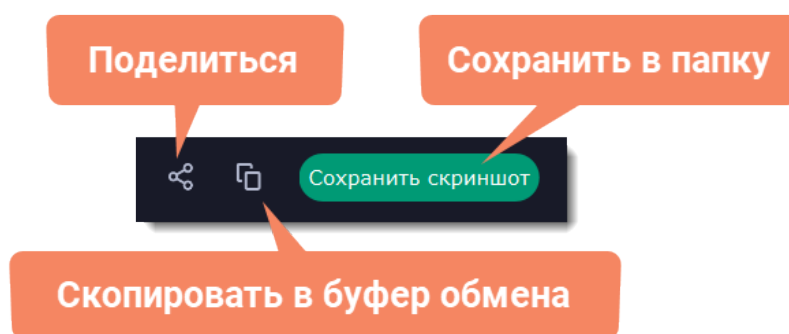 Поделиться
Сохранить в папку
Сохранить скриншот
Скопировать в буфер обмена